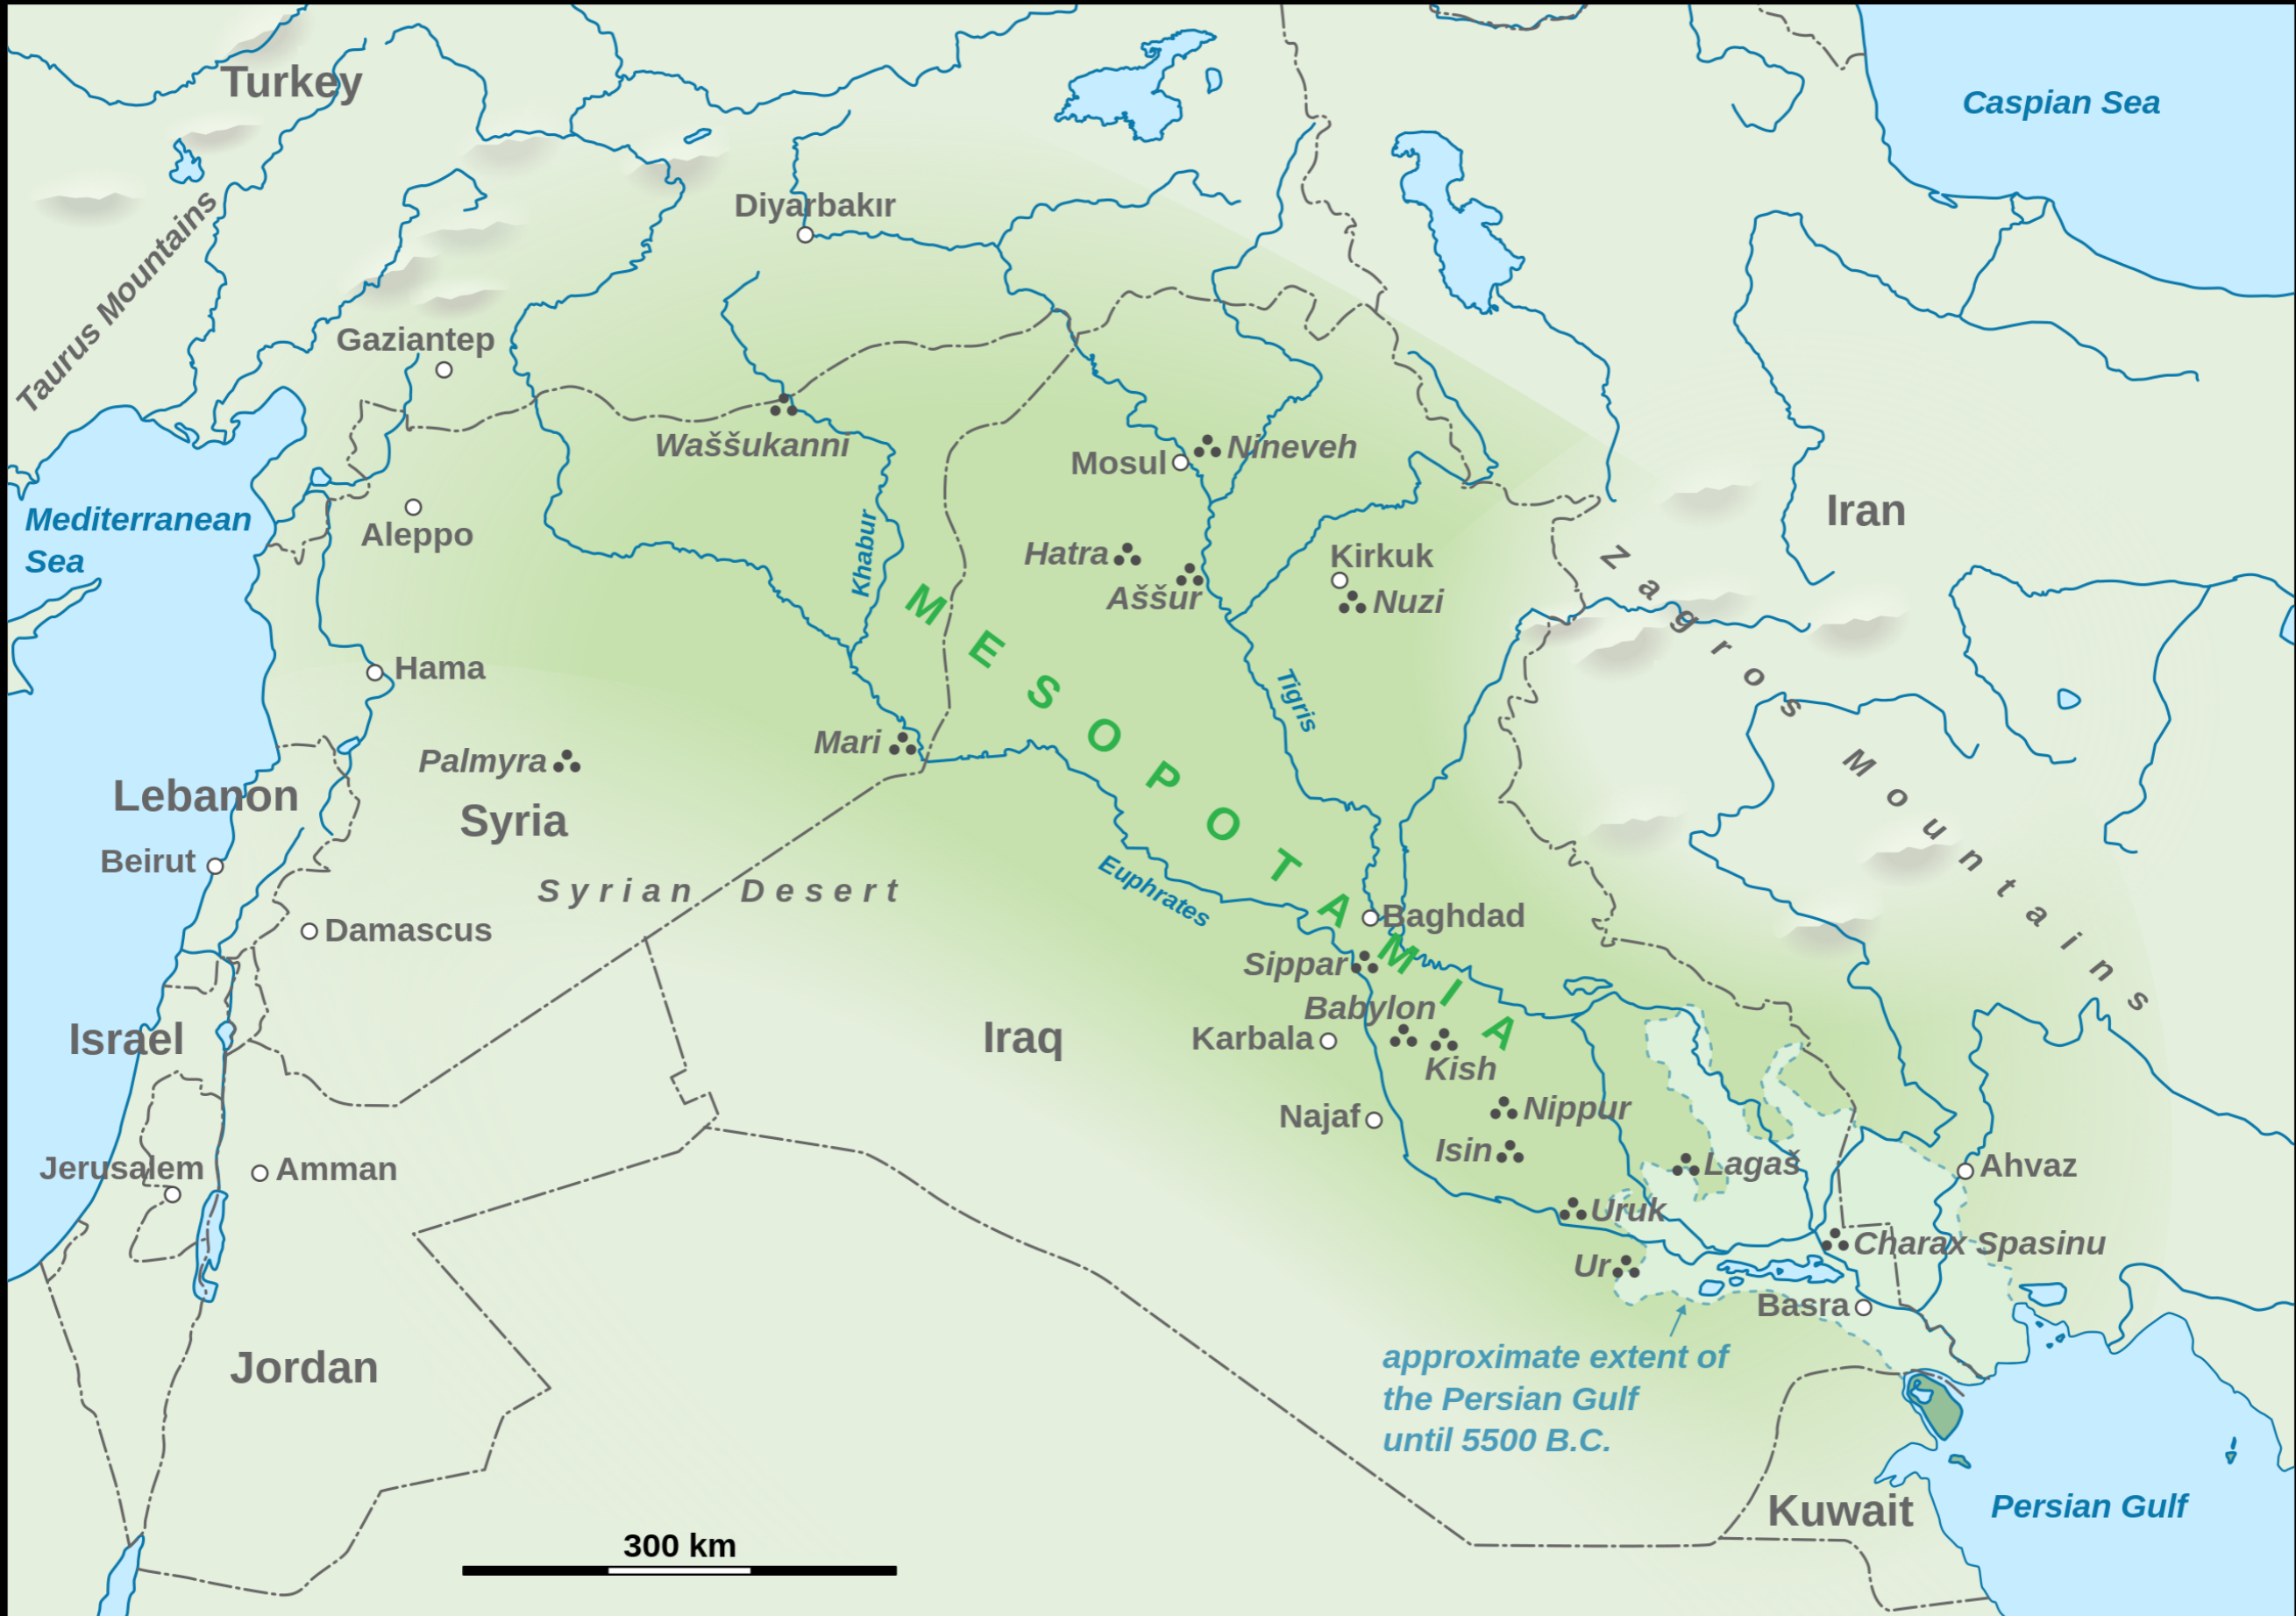 Turkey
Caspian Sea
Taurus Mountains
Diyarbakır
Gaziantep
Waššukanni
Nineveh
Mosul
Mediterranean
Sea
Iran
Aleppo
Khabur
Hatra
Kirkuk
Aššur
Nuzi
Zagros Mountains
MESOPOTAMIA
Hama
Tigris
Mari
Palmyra
Lebanon
Syria
Beirut
Syrian Desert
Euphrates
Damascus
Baghdad
Sippar
Babylon
Israel
Iraq
Karbala
Kish
Najaf
Nippur
Isin
Lagaš
Ahvaz
Jerusalem
Amman
Uruk
Charax Spasinu
Ur
Basra
approximate extent of
the Persian Gulf
until 5500 B.C.
Jordan
Kuwait
Persian Gulf
300 km